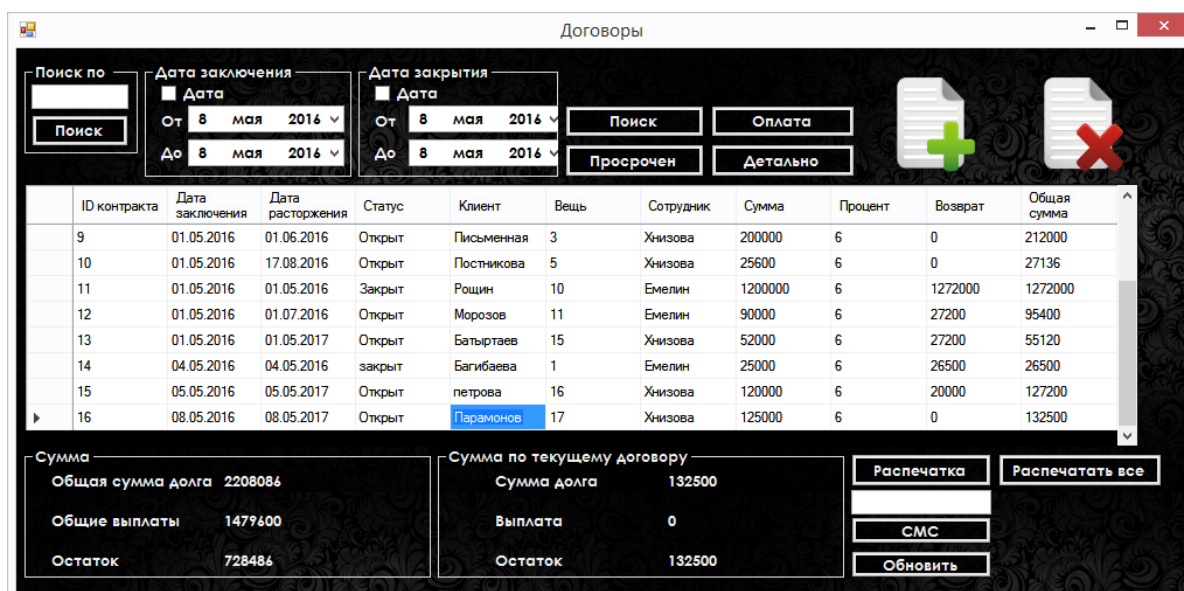 Договоры
Поиск по
Дата заключения
Дата закрытия
Дата
Дата
От 8 мая 2016
От 8 мая 2016
Поиск
Поиск
Оплата
До 8 мая 2016
До 8 мая 2016
Просрочен
Детально
ID контракта Дата заключения Дата расторжения Статус Клиент Вещь Сотрудник Сумма Процент Возврат Общая сумма
9 01.05.2016 01.06.2016 Открыт Письменная 3 Хнизова 200000 6 0 212000
10 01.05.2016 17.08.2016 Открыт Постникова 5 Хнизова 25600 6 0 27136
11 01.05.2016 01.05.2016 Закрыт Рощин 10 Емелин 1200000 6 1272000 1272000
12 01.05.2016 01.07.2016 Открыт Морозов 11 Емелин 90000 6 27200 95400
13 01.05.2016 01.05.2017 Открыт Батыртаев 15 Хнизова 52000 6 27200 55120
14 04.05.2016 04.05.2016 закрыт Багибаева 1 Емелин 25000 6 26500 26500
15 05.05.2016 05.05.2017 Открыт петрова 16 Хнизова 120000 6 20000 127200
16 08.05.2016 08.05.2017 Открыт Парамонов 17 Хнизова 125000 6 0 132500
Сумма
Общая сумма долга 2208086
Общие выплаты 1479600
Остаток 728486
Сумма по текущему договору
Сумма долга 132500
Выплата 0
Остаток 132500
Распечатка
Распечатать все
СМС
Обновить